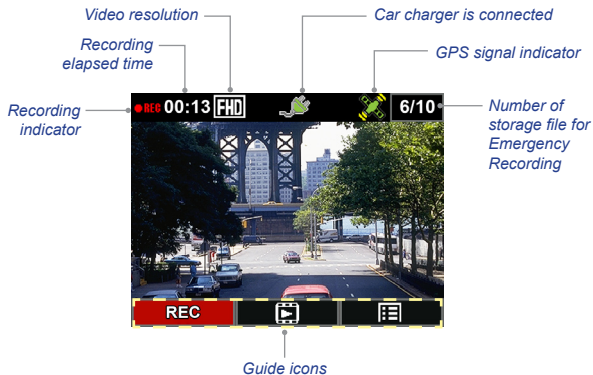 Video resolution
Car charger is connected
Recording
elapsed time
GPS signal indicator
Recording
indicator
REC 00:13 FHD 6/10
Number of
storage file for
Emergency
Recording
REC
Guide icons